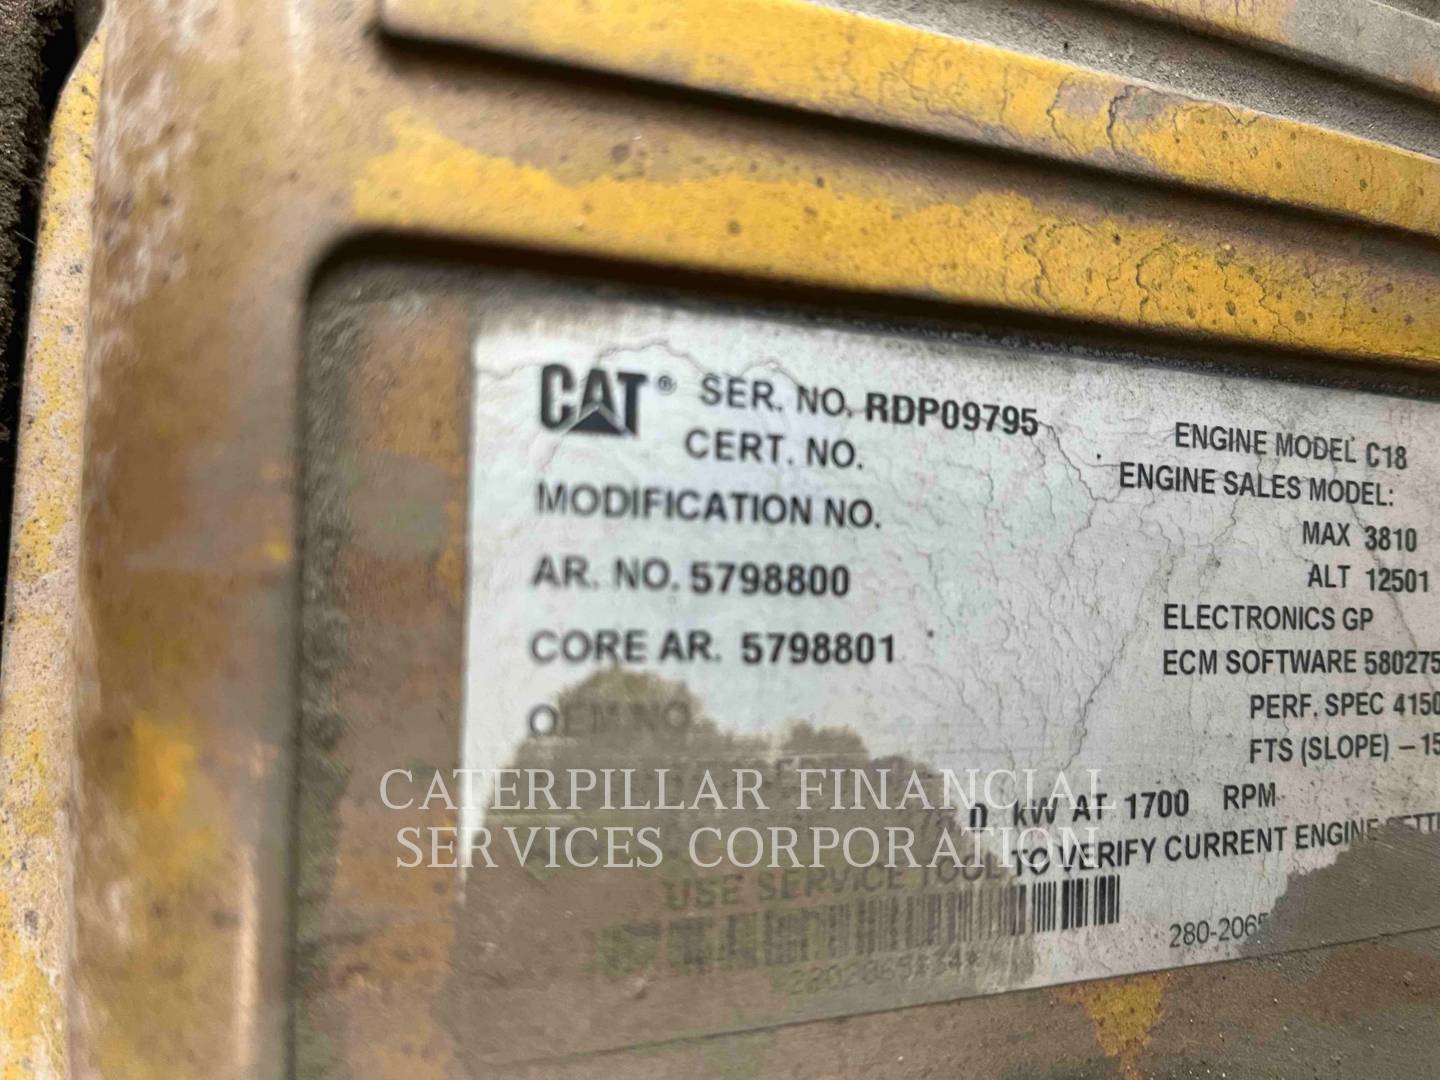 CAT® SER. NO. RDP09795
CERT. NO.
MODIFICATION NO.
AR. NO. 5798800
CORE AR. 5798801
OEM NO.
ENGINE MODEL C18
ENGINE SALES MODEL:
MAX 3810
ALT 12501
ELECTRONICS GP
ECM SOFTWARE 580275
PERF. SPEC 4150
FTS (SLOPE) –15
kW AT 1700 RPM
USE SERVICE TOOL TO VERIFY CURRENT ENGINE
280-2065
CATERPILLAR FINANCIAL
SERVICES CORPORATION